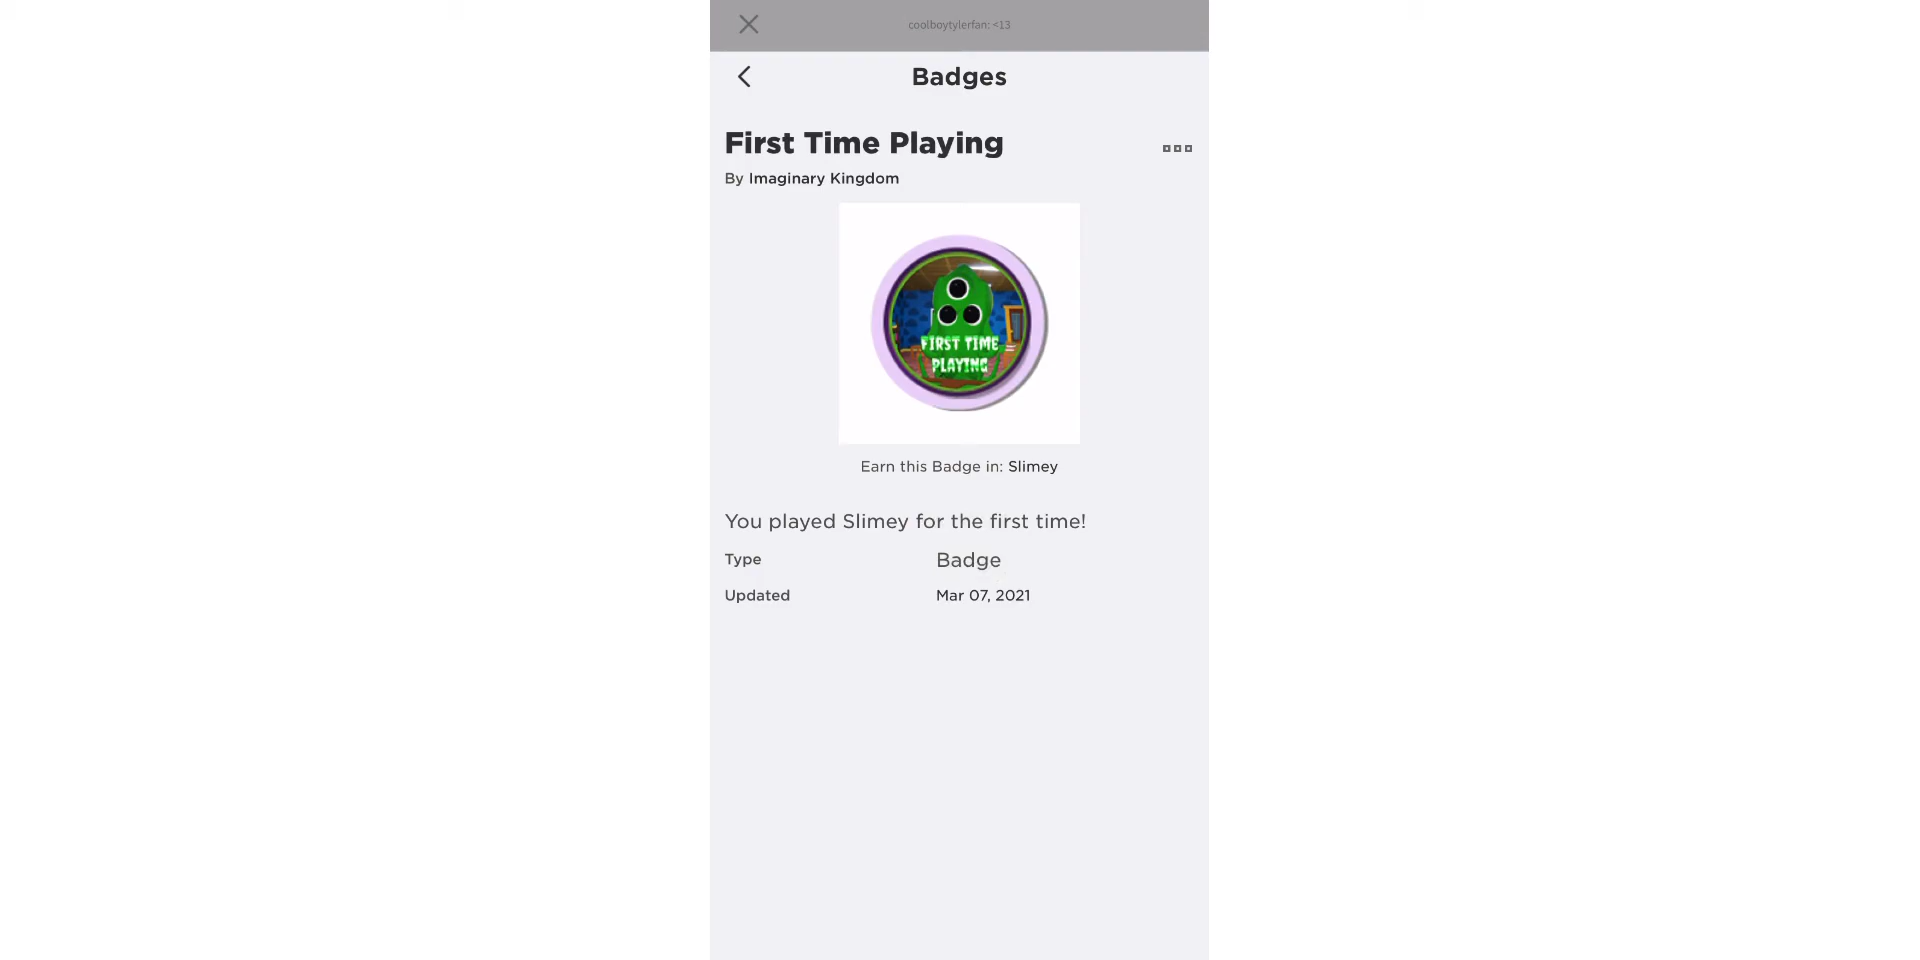 coolboytylerfan: <13
Badges
First Time Playing
By Imaginary Kingdom
FIRST TIME
PLAYING
Earn this Badge in: Slimey
You played Slimey for the first time!
Type Badge
Updated Mar 07, 2021